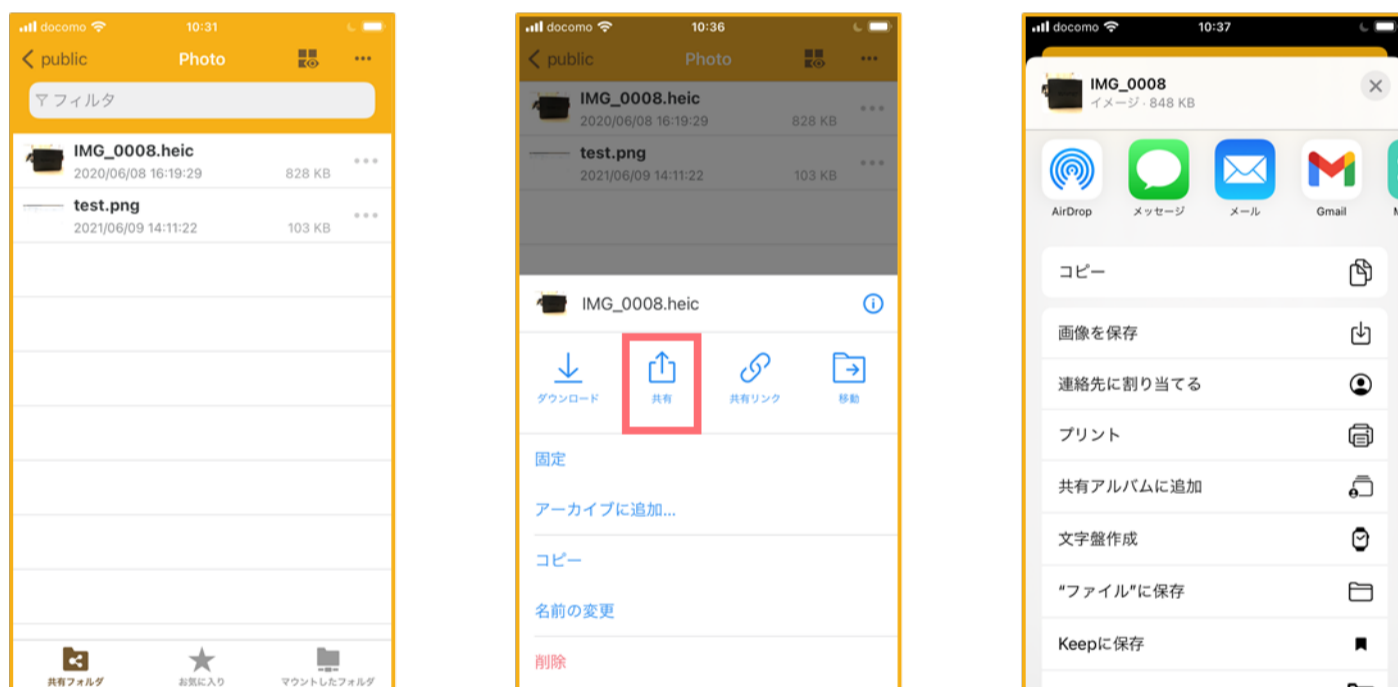 docomo 10:31
public Photo
フィルタ
IMG_0008.heic
2020/06/08 16:19:29 828 KB
test.png
2021/06/09 14:11:22 103 KB
共有フォルダ お気に入り マウントしたフォルダ
docomo 10:36
public Photo
IMG_0008.heic
2020/06/08 16:19:29 828 KB
test.png
2021/06/09 14:11:22 103 KB
IMG_0008.heic
ダウンロード 共有 共有リンク 移動
固定
アーカイブに追加...
コピー
名前の変更
削除
docomo 10:37
IMG_0008
イメージ · 848 KB
AirDrop メッセージ メール Gmail
コピー
画像を保存
連絡先に割り当てる
プリント
共有アルバムに追加
文字盤作成
“ファイル”に保存
Keepに保存